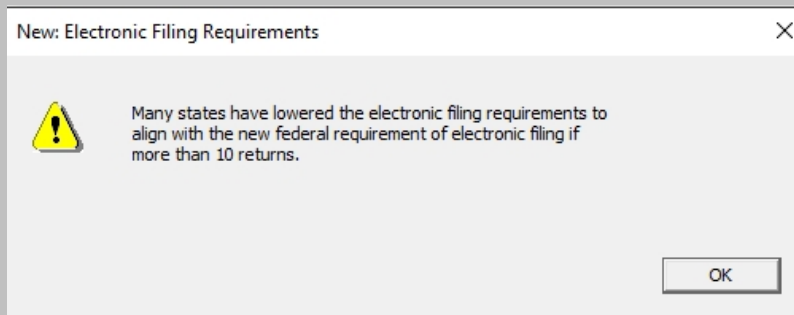 New: Electronic Filing Requirements
Many states have lowered the electronic filing requirements to
align with the new federal requirement of electronic filing if
more than 10 returns.
OK